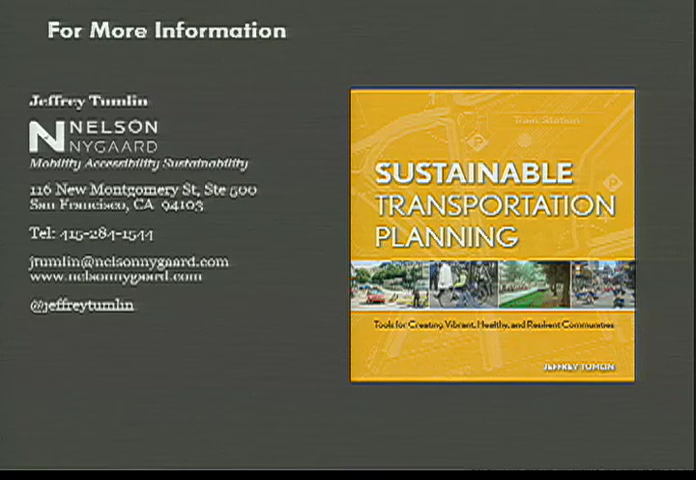 For More Information
Jeffrey Tumlin
NELSON
NYGAARD
Mobility Accessibility Sustainability
116 New Montgomery St, Ste 500
San Francisco, CA 94103
Tel: 415-284-1544
jtumlin@nelsonnygaard.com
www.nelsonnygaard.com
@jeffreytumlin
Train Station
P
P
SUSTAINABLE
TRANSPORTATION
PLANNING
Tools for Creating Vibrant, Healthy, and Resilient Communities
JEFFREY TUMLIN